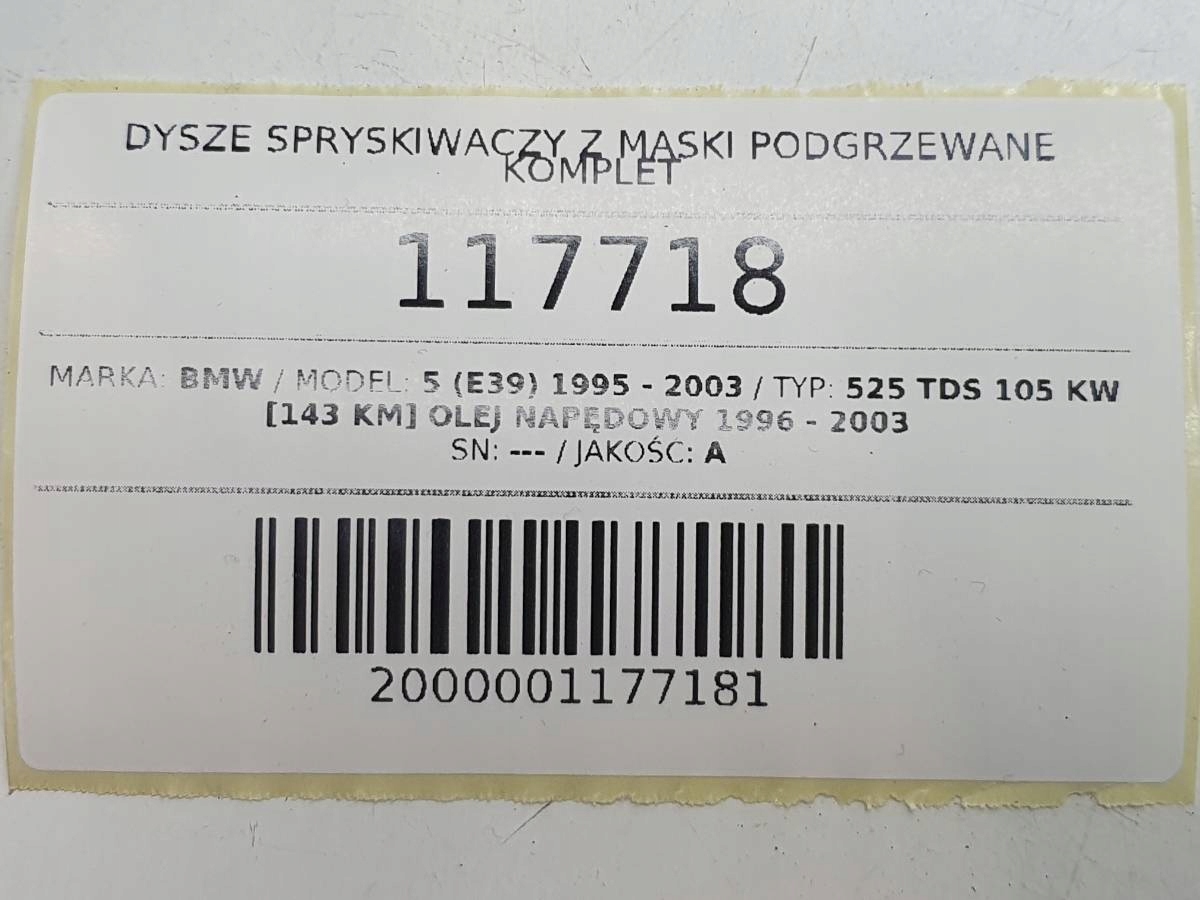 DYSZE SPRYSKIWACZY Z MASKI PODGRZEWANE
KOMPLET
117718
MARKA: BMW / MODEL: 5 (E39) 1995 - 2003 / TYP: 525 TDS 105 KW
[143 KM] OLEJ NAPĘDOWY 1996 - 2003
SN: --- / JAKOŚĆ: A
2000001177181